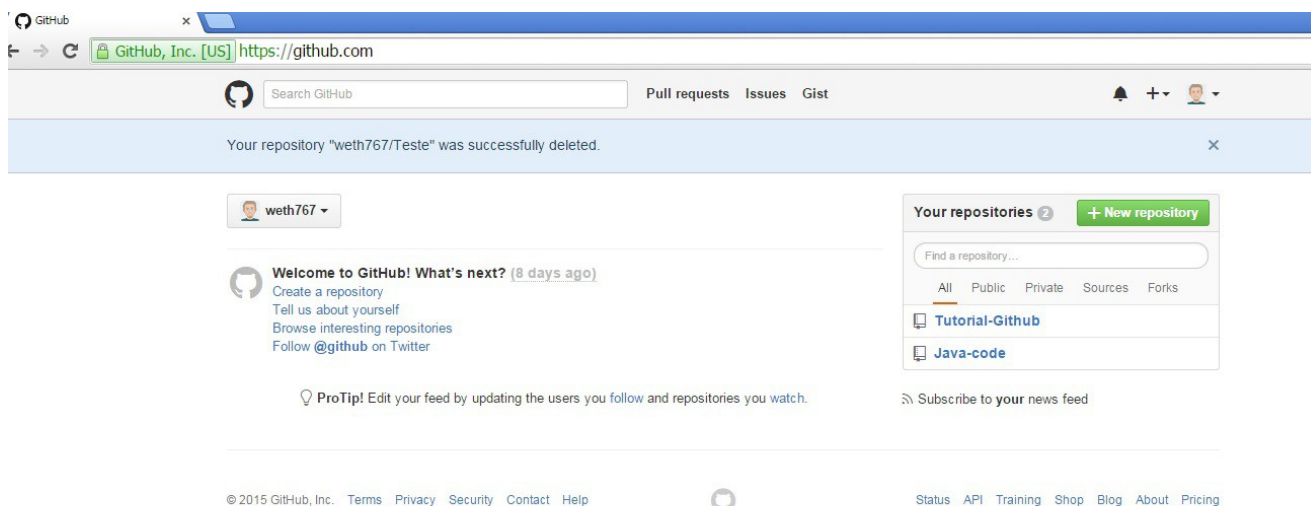 GitHub
GitHub, Inc. [US] https://github.com
Search GitHub Pull requests Issues Gist
Your repository "weth767/Teste" was successfully deleted.
weth767
Welcome to GitHub! What's next? (8 days ago)
Create a repository
Tell us about yourself
Browse interesting repositories
Follow @github on Twitter
ProTip! Edit your feed by updating the users you follow and repositories you watch.
Your repositories 2 + New repository
Find a repository...
All Public Private Sources Forks
Tutorial-Github
Java-code
Subscribe to your news feed
© 2015 GitHub, Inc. Terms Privacy Security Contact Help
Status API Training Shop Blog About Pricing